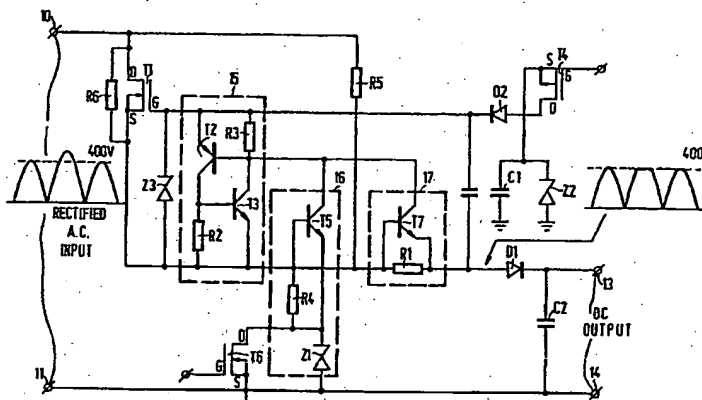 10
15
R6
D
T1
G
S
R5
S
T4
G
D
D2
400V
RECTIFIED
A.C.
INPUT
Z3
T2
R3
R2
T3
16
T5
R4
17
T7
R1
C1
Z2
400
D1
13
C2
DC
OUTPUT
D
G
T6
S
Z1
11
14